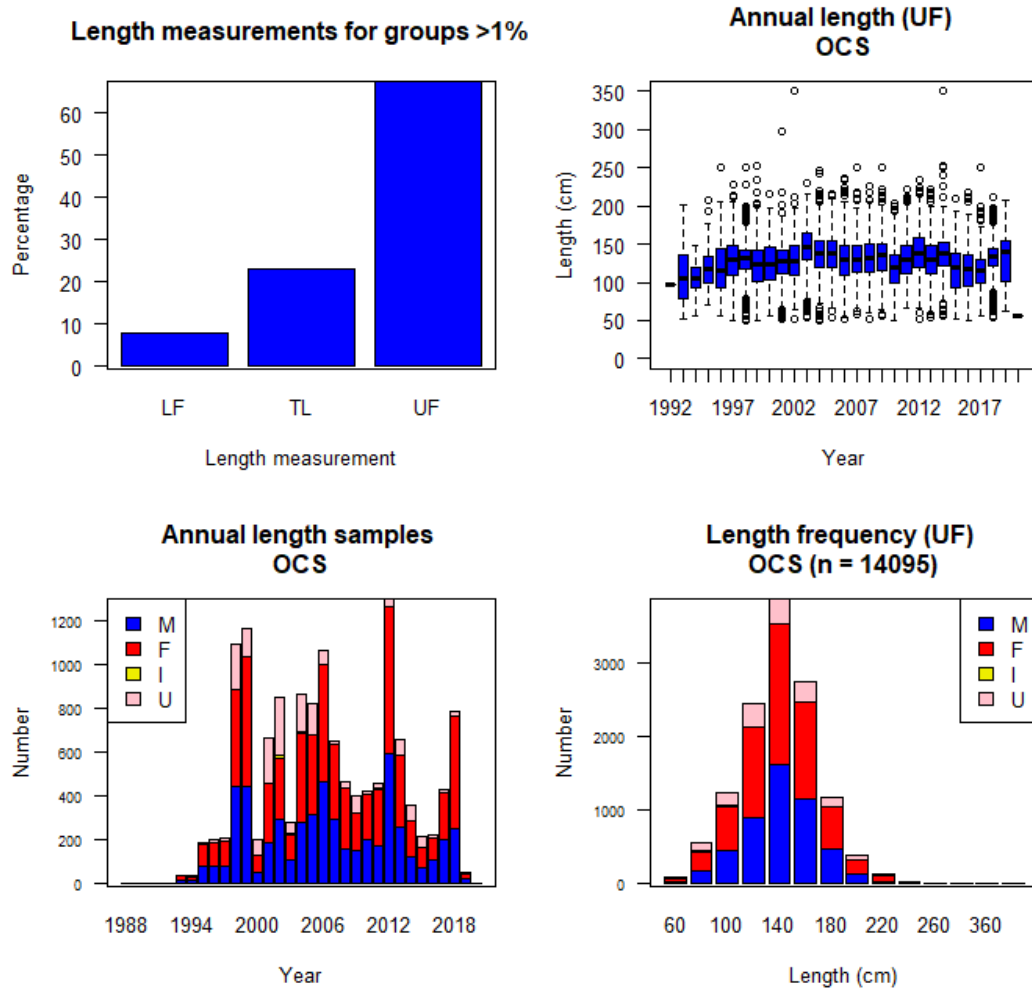 Length measurements for groups >1%
Percentage
60
50
40
30
20
10
0
LF TL UF
Length measurement
Annual length (UF)
OCS
Length (cm)
350
300
250
200
150
100
50
0
1992 1997 2002 2007 2012 2017
Year
Annual length samples
OCS
Number
1200
1000
800
600
400
200
0
M
F
I
U
1988 1994 2000 2006 2012 2018
Year
Length frequency (UF)
OCS (n = 14095)
Number
3000
2000
1000
0
M
F
I
U
60 100 140 180 220 260 360
Length (cm)